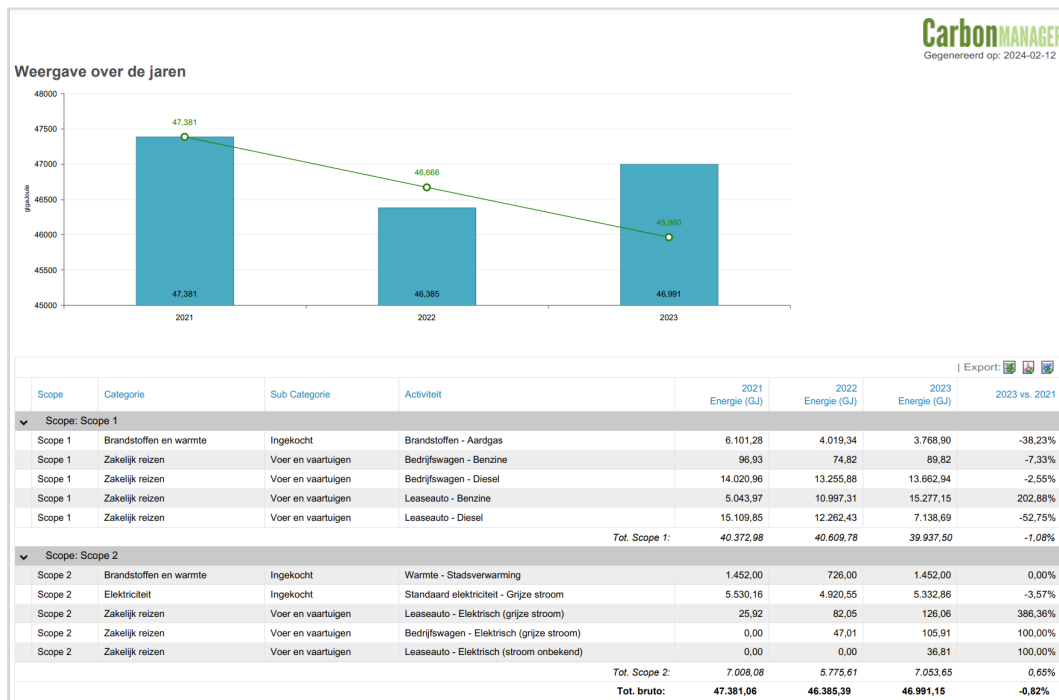 CarbonMANAGER
Gegenereerd op: 2024-02-12
Weergave over de jaren
48000
47500
47000
46500
46000
45500
45000
gigaJoule
47,381
46,666
45,960
47,381
46,385
46,991
2021
2022
2023
| Export:
Scope Categorie Sub Categorie Activiteit 2021 Energie (GJ) 2022 Energie (GJ) 2023 Energie (GJ) 2023 vs. 2021
Scope: Scope 1
Scope 1 Brandstoffen en warmte Ingekocht Brandstoffen - Aardgas 6.101,28 4.019,34 3.768,90 -38,23%
Scope 1 Zakelijk reizen Voer en vaartuigen Bedrijfswagen - Benzine 96,93 74,82 89,82 -7,33%
Scope 1 Zakelijk reizen Voer en vaartuigen Bedrijfswagen - Diesel 14.020,96 13.255,88 13.662,94 -2,55%
Scope 1 Zakelijk reizen Voer en vaartuigen Leaseauto - Benzine 5.043,97 10.997,31 15.277,15 202,88%
Scope 1 Zakelijk reizen Voer en vaartuigen Leaseauto - Diesel 15.109,85 12.262,43 7.138,69 -52,75%
Tot. Scope 1: 40.372,98 40.609,78 39.937,50 -1,08%
Scope: Scope 2
Scope 2 Brandstoffen en warmte Ingekocht Warmte - Stadsverwarming 1.452,00 726,00 1.452,00 0,00%
Scope 2 Elektriciteit Ingekocht Standaard elektriciteit - Grijze stroom 5.530,16 4.920,55 5.332,86 -3,57%
Scope 2 Zakelijk reizen Voer en vaartuigen Leaseauto - Elektrisch (grijze stroom) 25,92 82,05 126,06 386,36%
Scope 2 Zakelijk reizen Voer en vaartuigen Bedrijfswagen - Elektrisch (grijze stroom) 0,00 47,01 105,91 100,00%
Scope 2 Zakelijk reizen Voer en vaartuigen Leaseauto - Elektrisch (stroom onbekend) 0,00 0,00 36,81 100,00%
Tot. Scope 2: 7.008,08 5.775,61 7.053,65 0,65%
Tot. bruto: 47.381,06 46.385,39 46.991,15 -0,82%